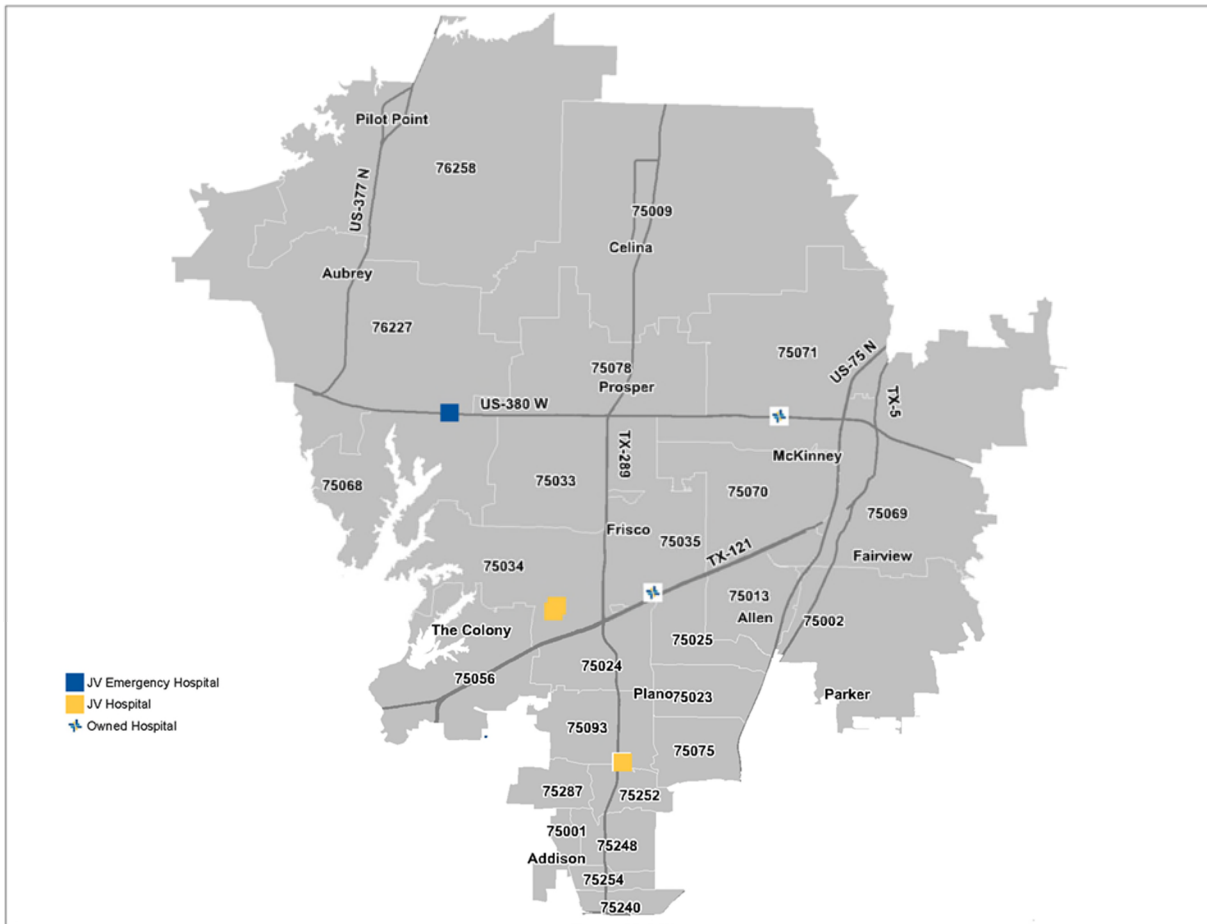 Pilot Point
76258
US-377 N
75009
Celina
Aubrey
76227
75071
US-75 N
75078
Prosper
TX-5
US-380 W
TX-289
McKinney
75068
75033
75070
75069
Frisco
75035
TX-121
Fairview
75034
75013
Allen
75002
The Colony
75025
75024
75056
Plano
75023
Parker
75093
75075
75287
75252
75001
75248
Addison
75254
75240
JV Emergency Hospital
JV Hospital
Owned Hospital